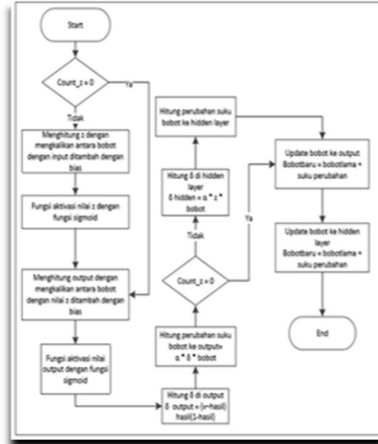 Start
Count_z = 0
Ya
Tidak
Menghitung z dengan
mengkalikan antara bobot
dengan input ditambah dengan
bias
Fungsi aktivasi nilai z dengan
fungsi sigmoid
Menghitung output dengan
mengkalikan antara bobot
dengan nilai z ditambah dengan
bias
Fungsi aktivasi nilai
output dengan fungsi
sigmoid
Hitung δ di output
δ output = (v-hasil)
hasil(1-hasil)
Hitung perubahan suku
bobot ke output=
α * δ * bobot
Count_z = 0
Ya
Tidak
Hitung δ di hidden
layer
δ hidden = α * z *
bobot
Hitung perubahan suku
bobot ke hidden layer
Update bobot ke output
Bobotbaru = bobotlama +
suku perubahan
Update bobot ke hidden
layer
Bobotbaru = bobotlama +
suku perubahan
End